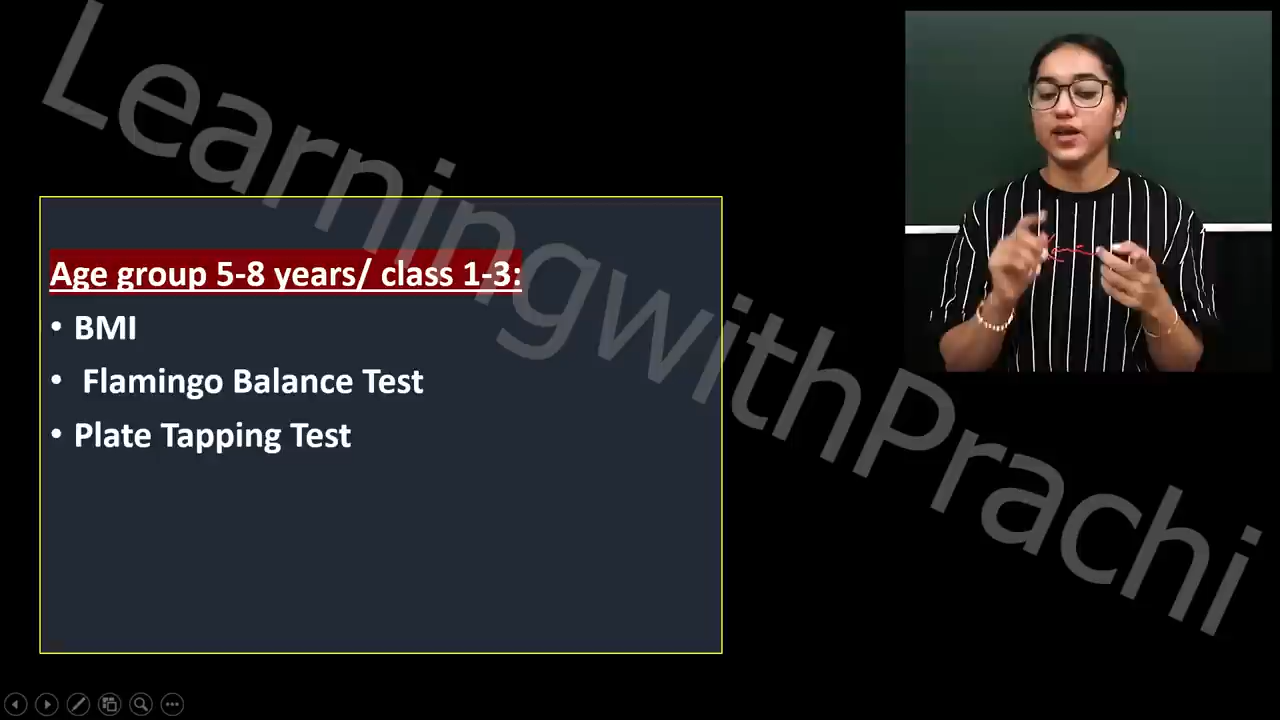 LearningwithPrachi
Age group 5-8 years/ class 1-3:
• BMI
• Flamingo Balance Test
• Plate Tapping Test